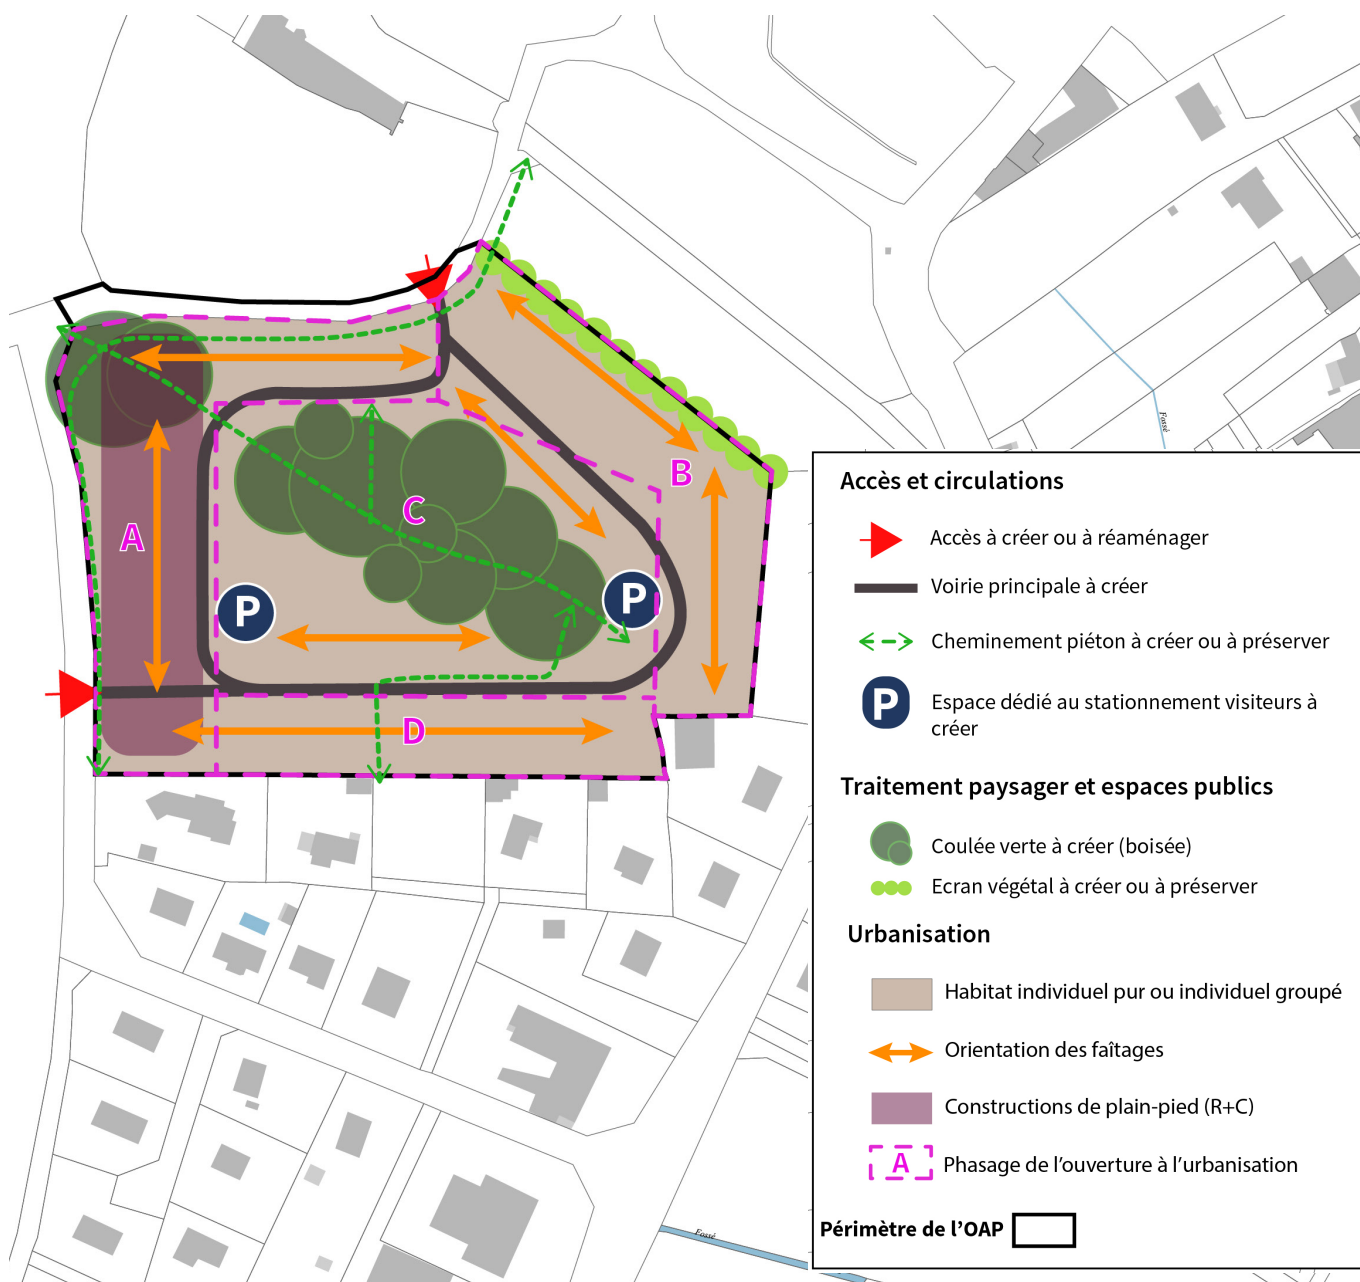 A
B
C
D
P
P
Fossé
Fossé
Accès et circulations
Accès à créer ou à réaménager
Voirie principale à créer
Cheminement piéton à créer ou à préserver
P
Espace dédié au stationnement visiteurs à
créer
Traitement paysager et espaces publics
Coulée verte à créer (boisée)
Ecran végétal à créer ou à préserver
Urbanisation
Habitat individuel pur ou individuel groupé
Orientation des faîtages
Constructions de plain-pied (R+C)
A
Phasage de l'ouverture à l'urbanisation
Périmètre de l'OAP